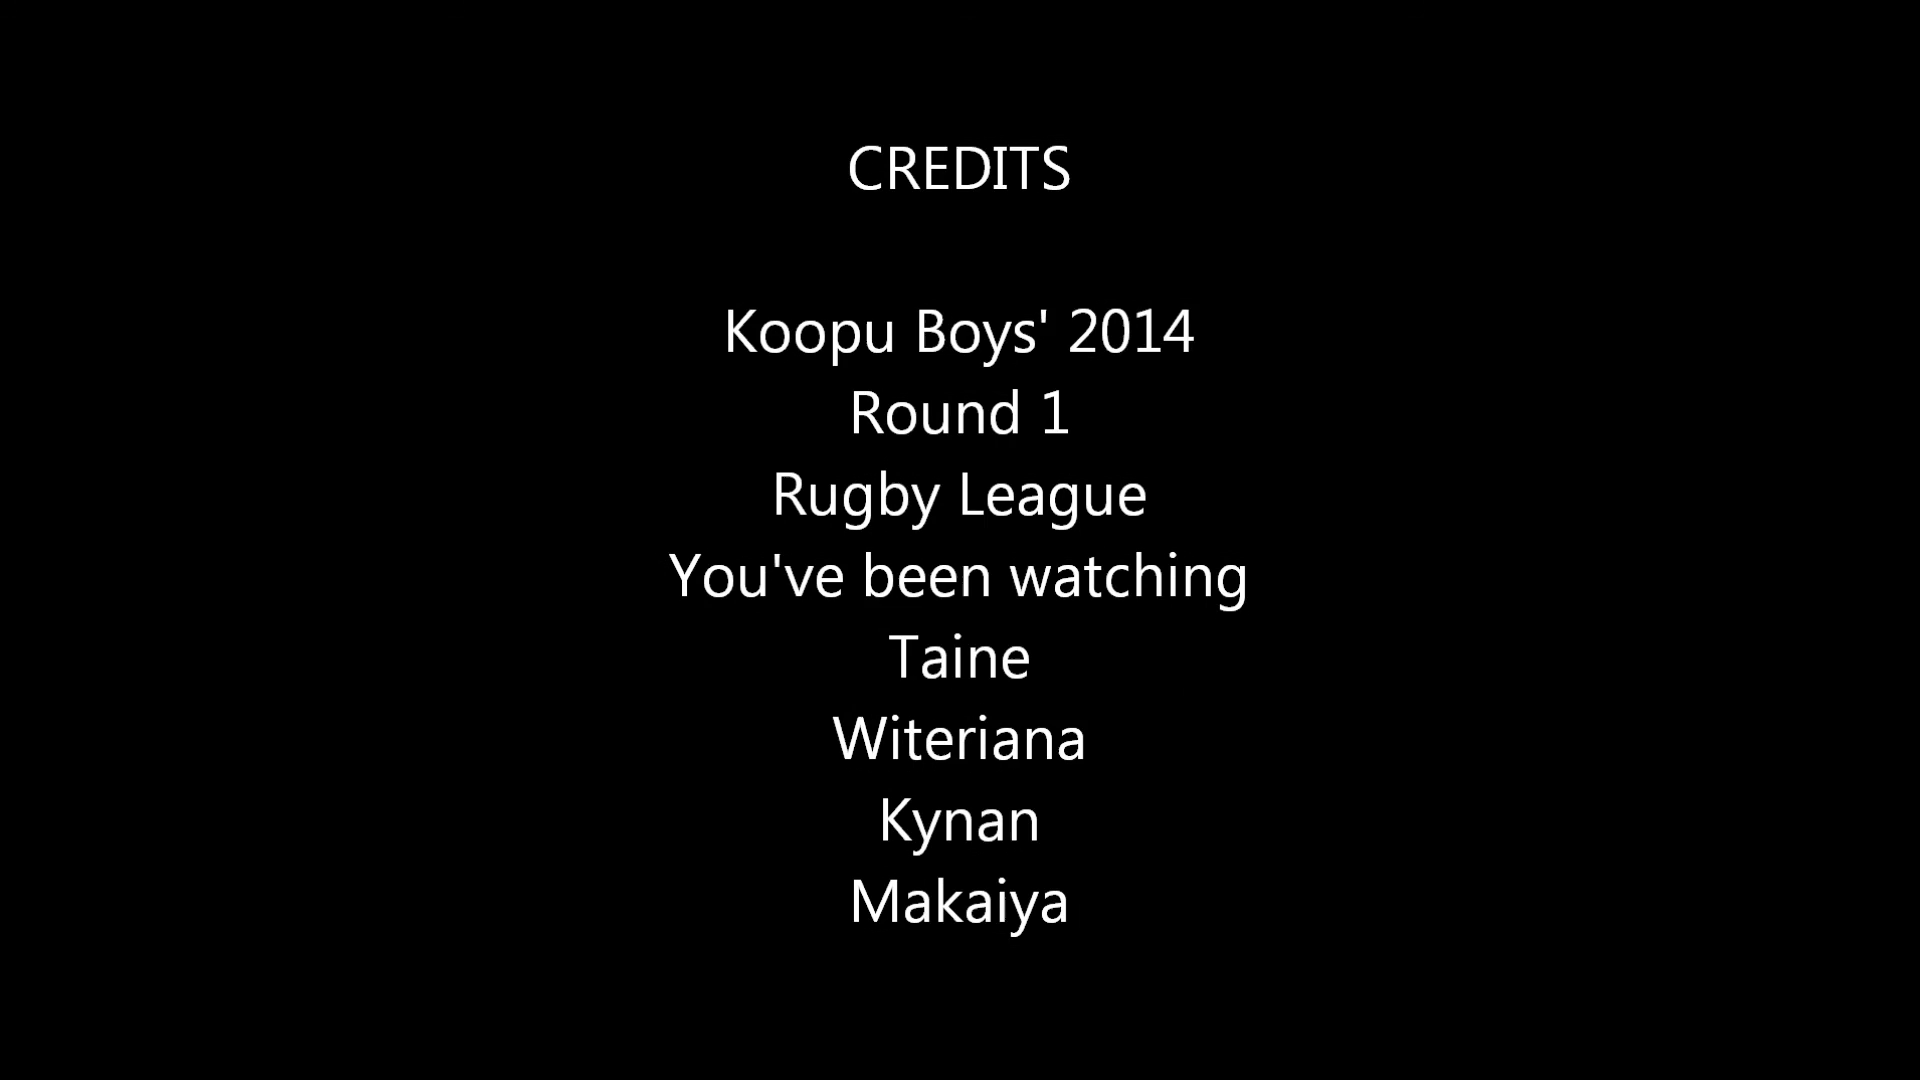 CREDITS
Koopu Boys' 2014
Round 1
Rugby League
You've been watching
Taine
Witeriana
Kynan
Makaiya